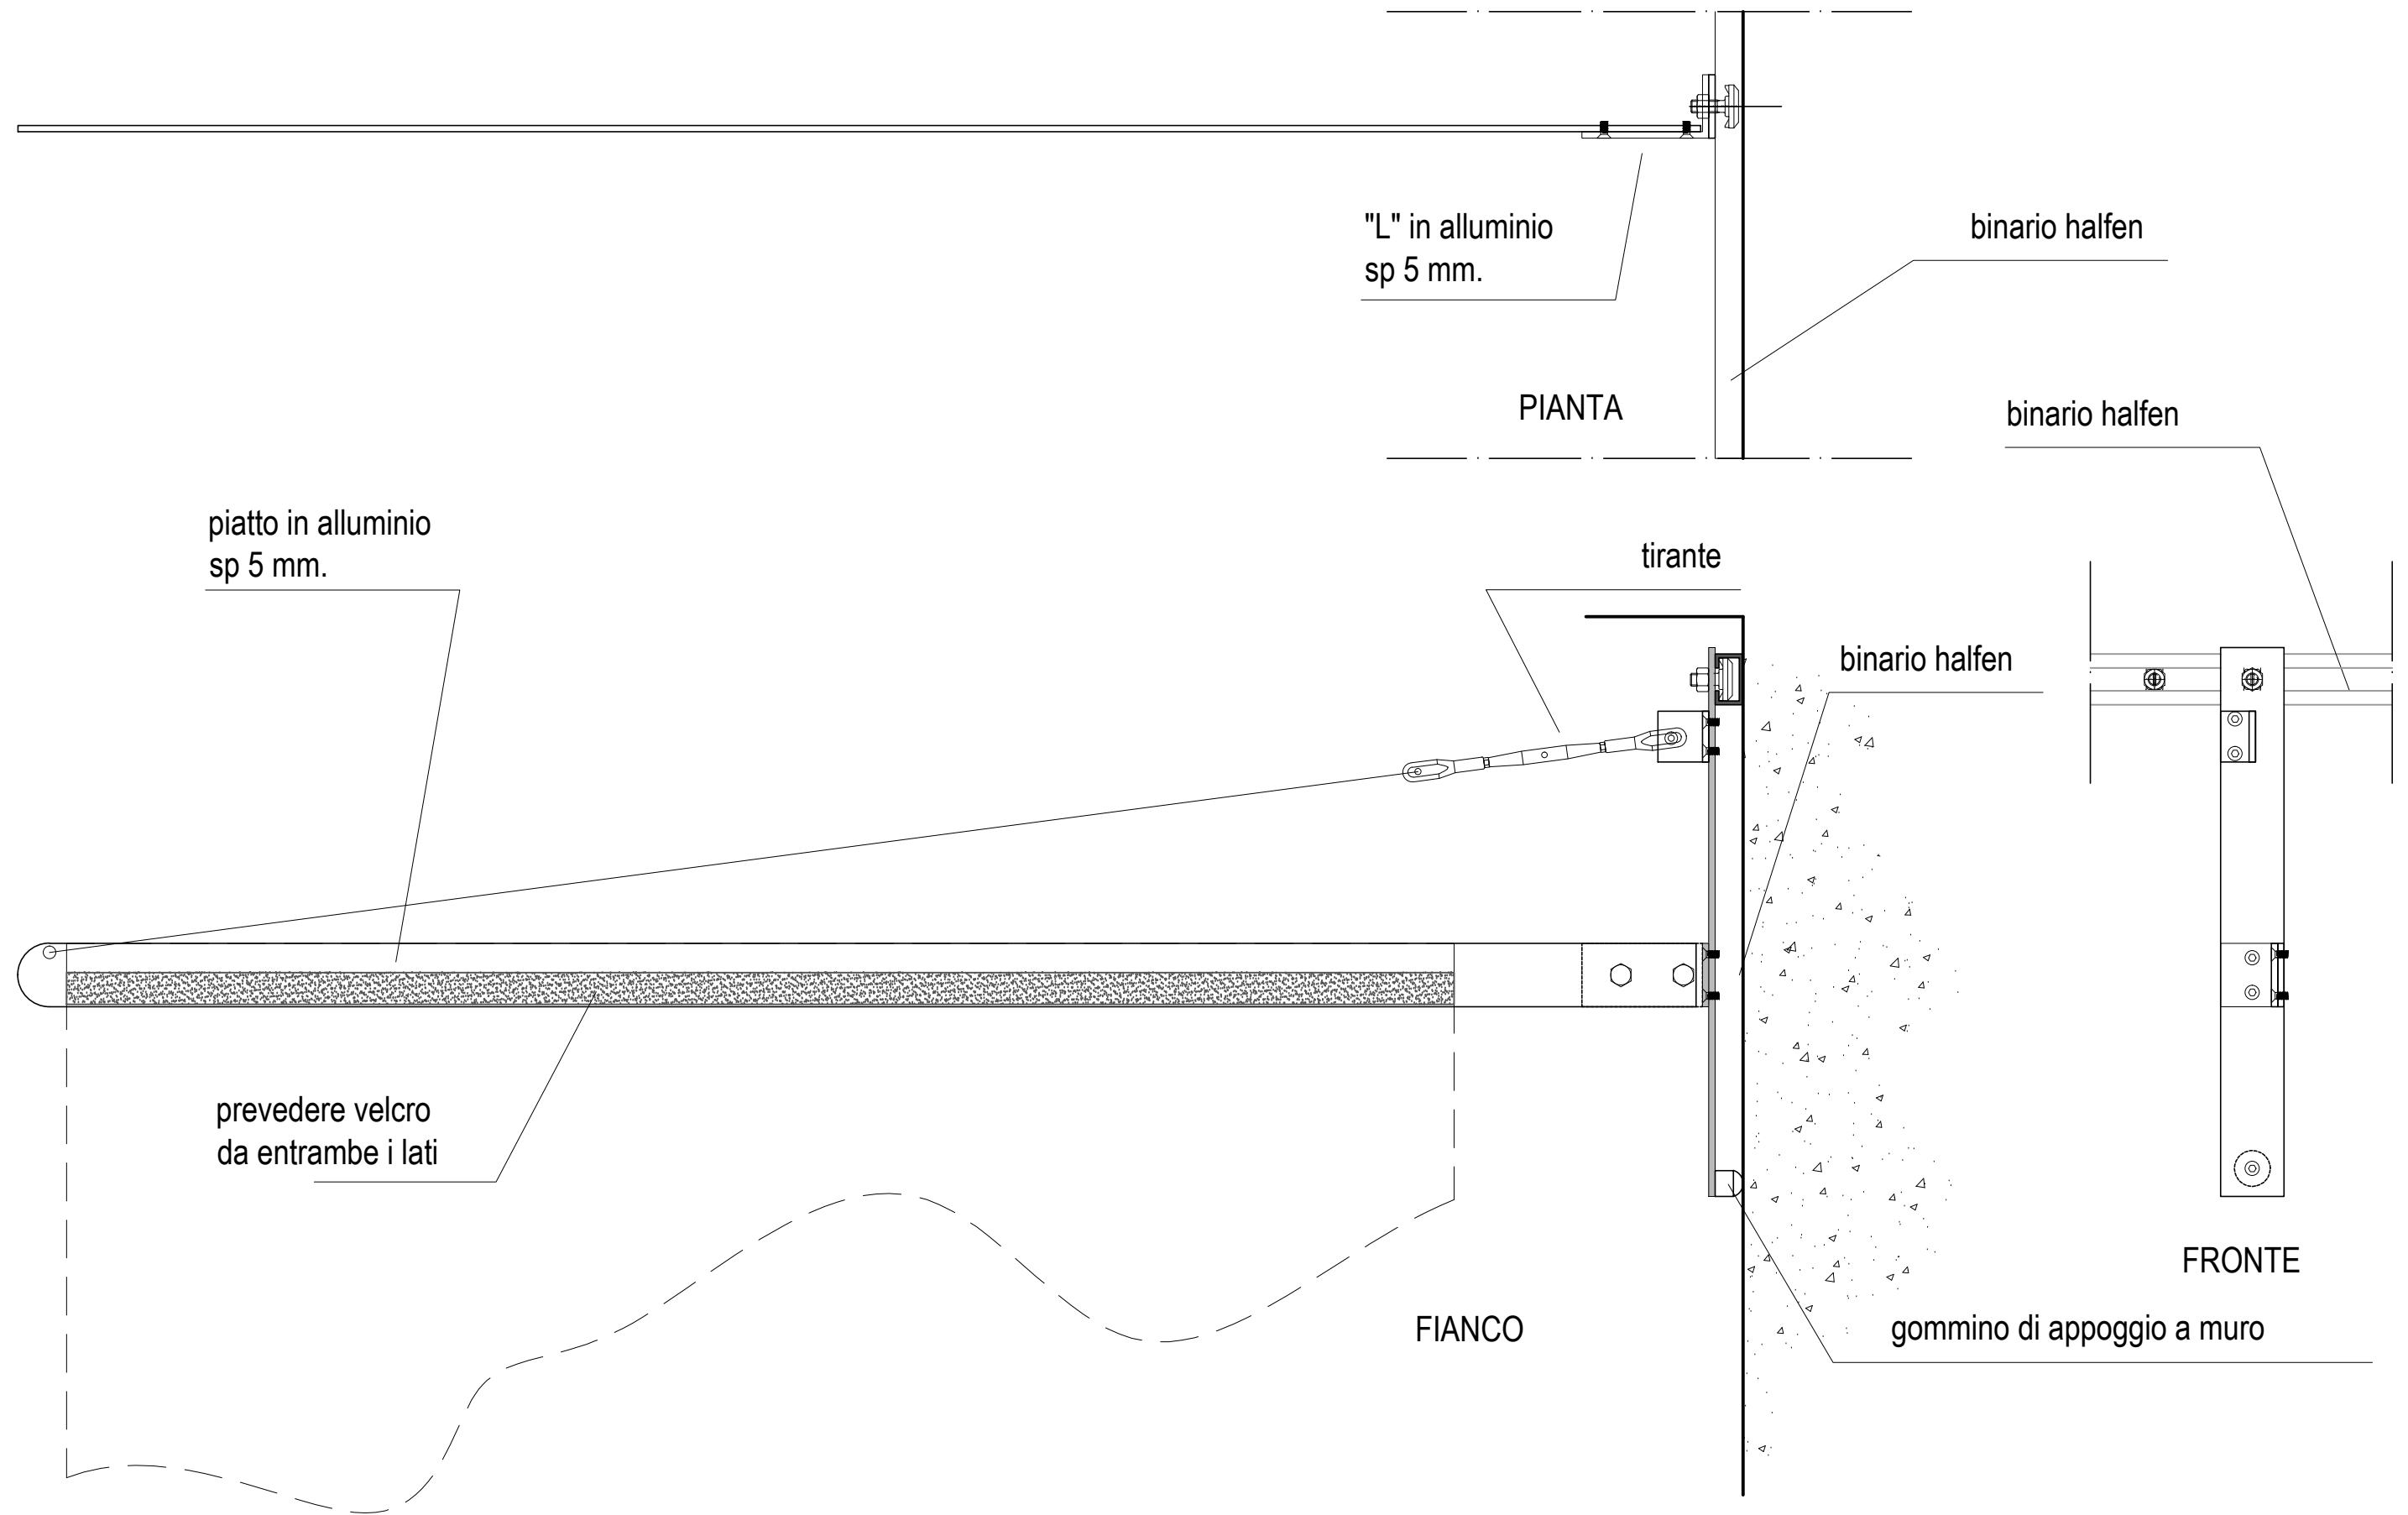 "L" in alluminio
sp 5 mm.
binario halfen
PIANTA
binario halfen
piatto in alluminio
sp 5 mm.
tirante
binario halfen
prevedere velcro
da entrambe i lati
FRONTE
FIANCO
gommino di appoggio a muro